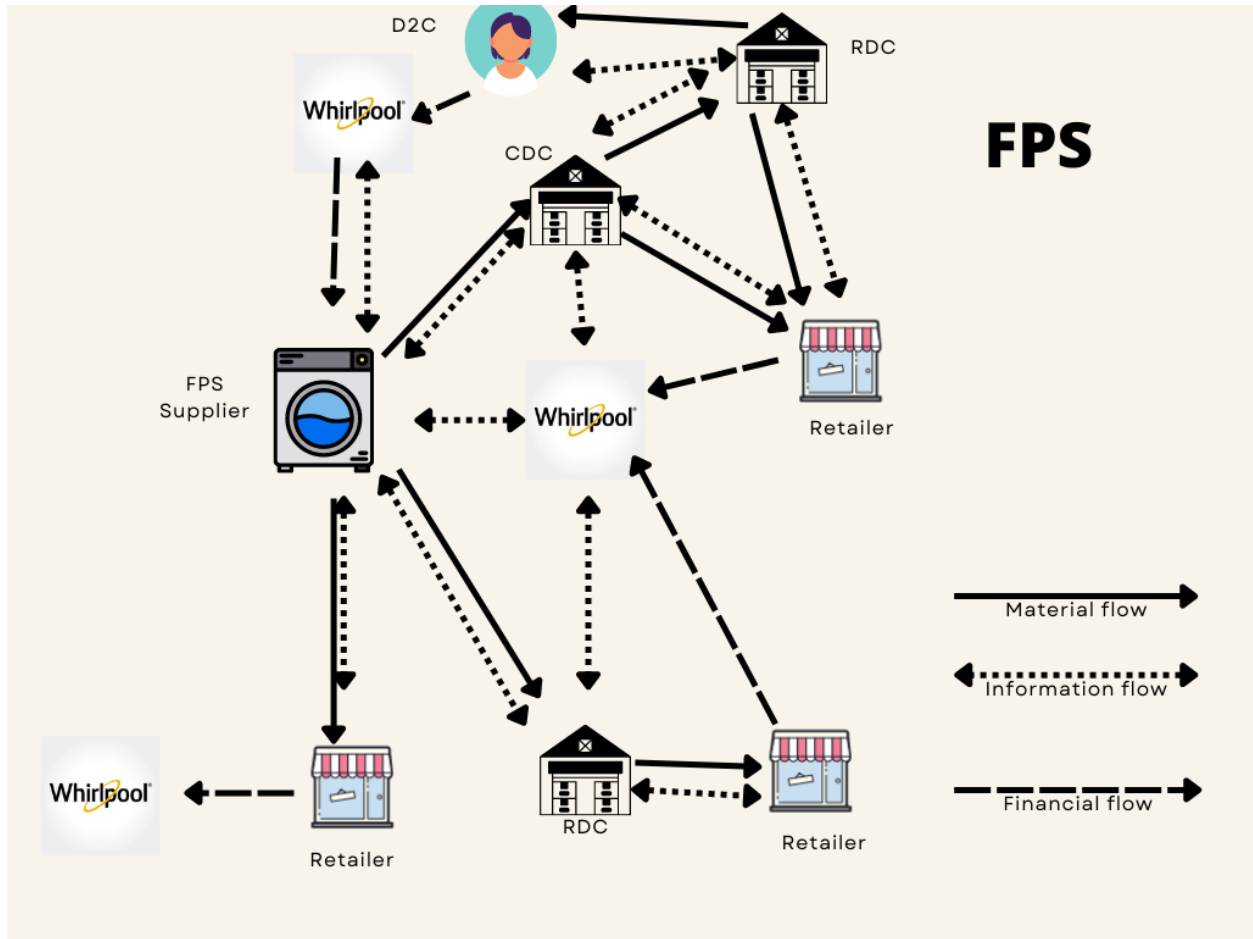 D2C
RDC
Whirlpool
FPS
CDC
FPS
Supplier
Whirlpool
Retailer
Material flow
Information flow
Whirlpool
Financial flow
RDC
Retailer
Retailer